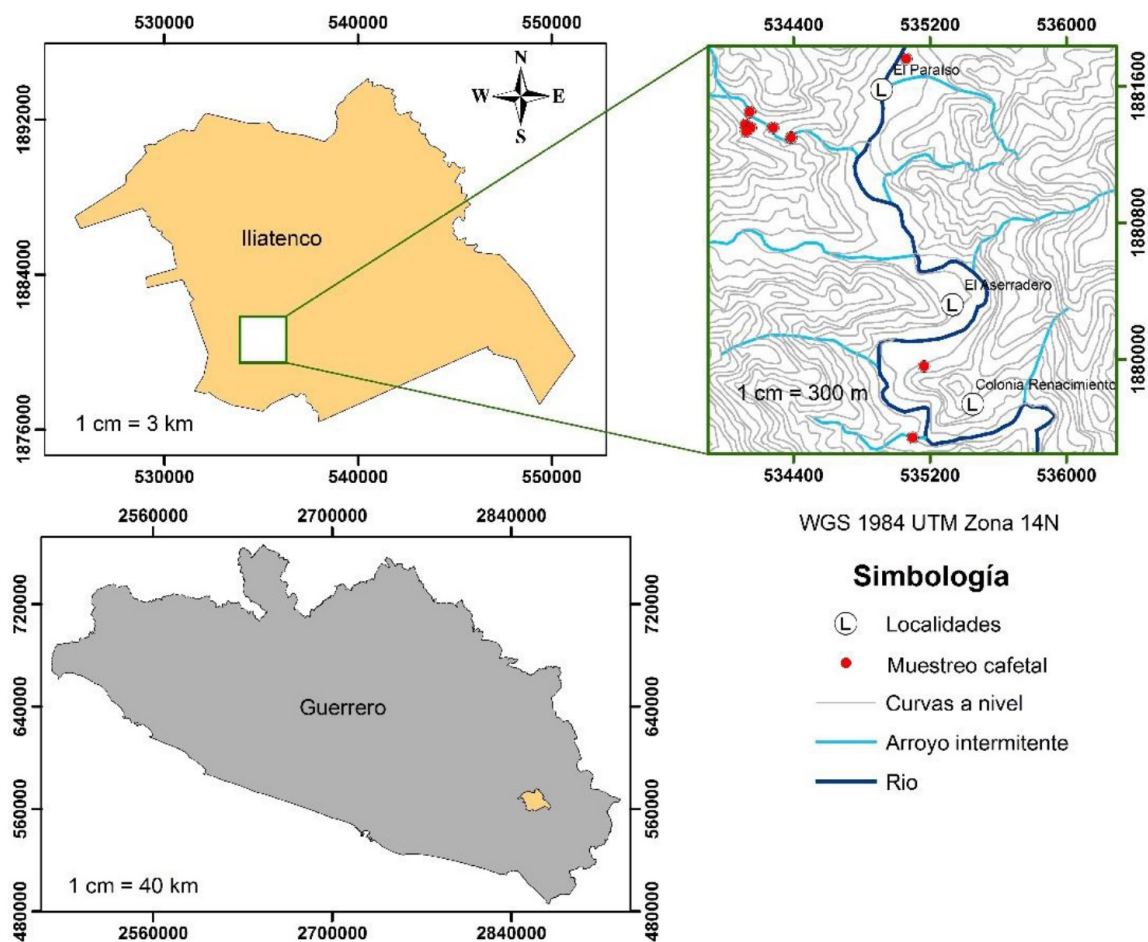 530000 540000 550000
1892000
1884000
1876000
N
W E
S
Iliatenco
1 cm = 3 km
530000 540000 550000
534400 535200 536000
1881600
1880800
1880000
El Paraíso
L
El Aserradero
L
Colonia Renacimiento
L
1 cm = 300 m
534400 535200 536000
WGS 1984 UTM Zona 14N
2560000 2700000 2840000
720000 720000
640000 640000
560000 560000
480000 480000
Guerrero
1 cm = 40 km
2560000 2700000 2840000
Simbología
L Localidades
Muestreo cafetal
Curvas a nivel
Arroyo intermitente
Rio